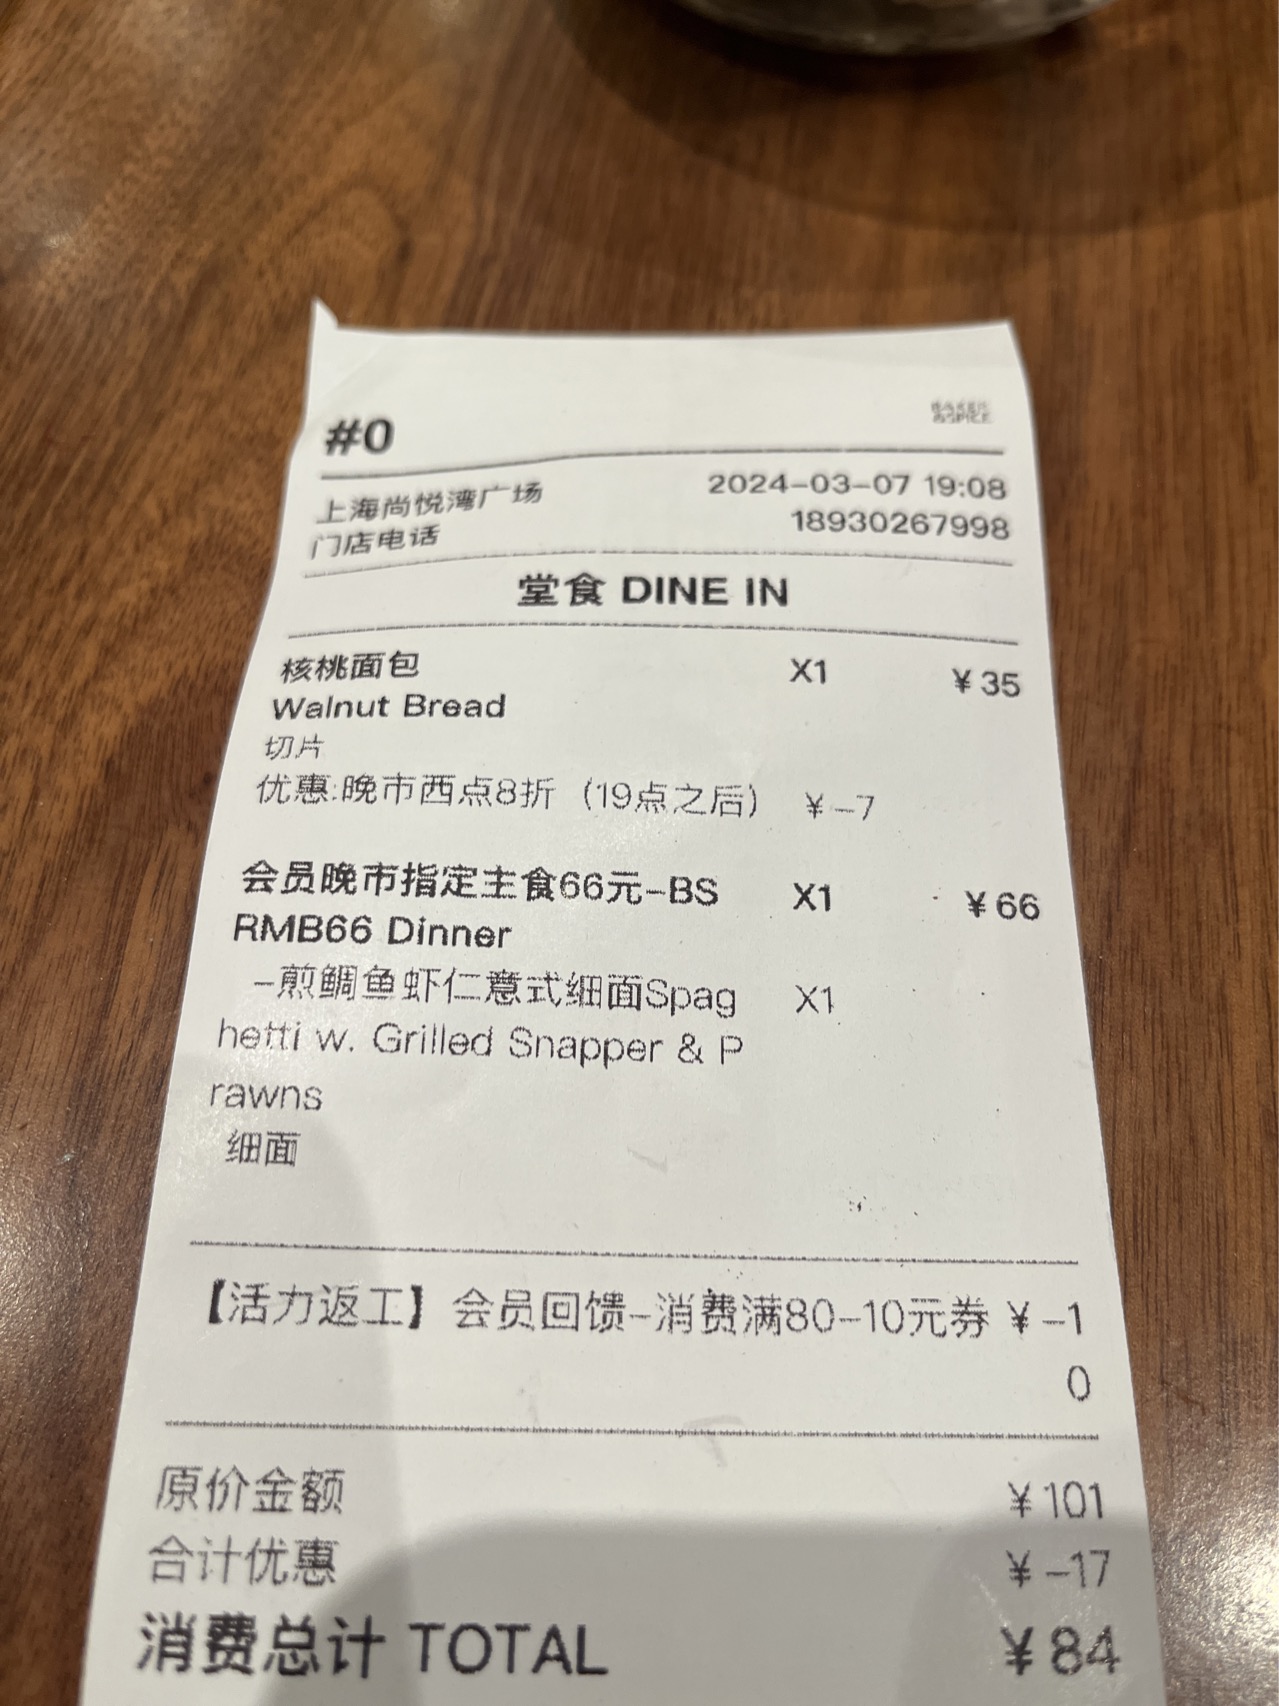 #0
BAKER
&SPICE
上海尚悦湾广场 2024-03-07 19:08
门店电话 18930267998
堂食 DINE IN
核桃面包 X1 ¥35
Walnut Bread
切片
优惠:晚市西点8折（19点之后） ¥-7
会员晚市指定主食66元-BS X1 ¥66
RMB66 Dinner
-煎鲷鱼虾仁意式细面Spag X1
hetti w. Grilled Snapper & P
rawns
细面
【活力返工】会员回馈-消费满80-10元券 ¥-1
0
原价金额 ¥101
合计优惠 ¥-17
消费总计 TOTAL ¥84